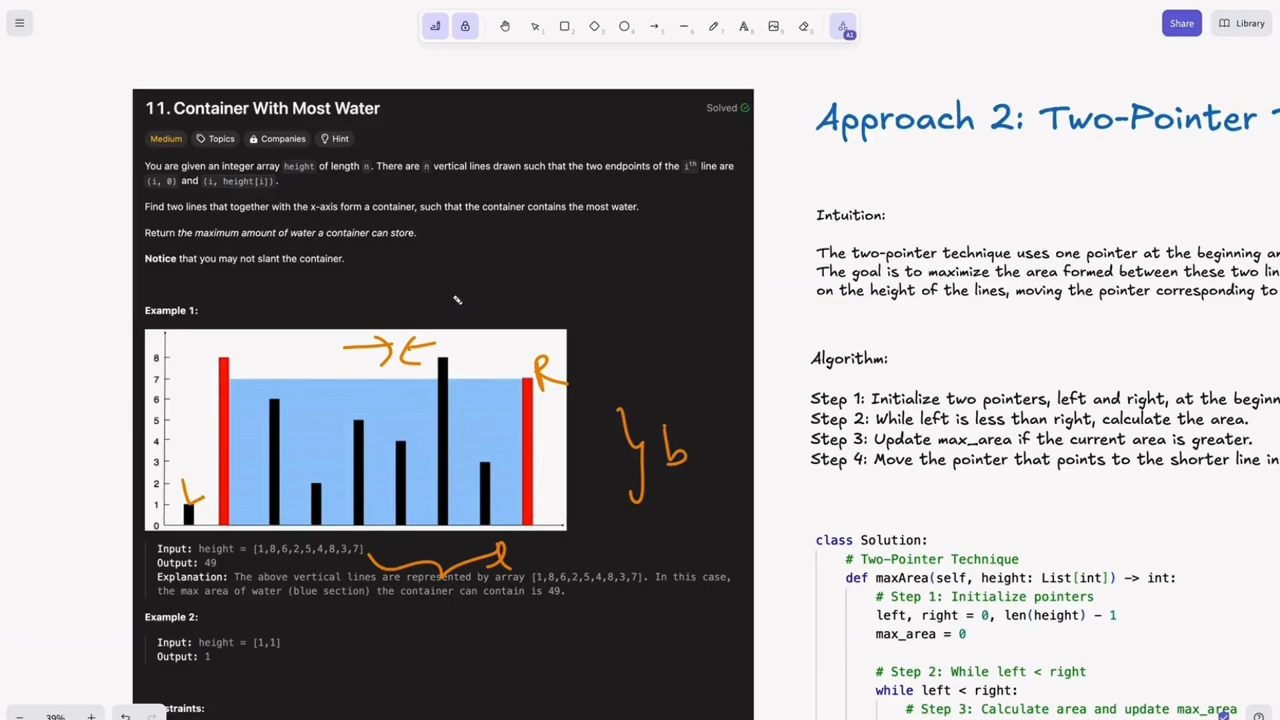 Share
Library
1
2
3
4
5
6
7
8
9
0
AI
11. Container With Most Water
Solved
Medium
Topics
Companies
Hint
You are given an integer array height of length n. There are n vertical lines drawn such that the two endpoints of the ith line are
(i, 0) and (i, height[i]).
Find two lines that together with the x-axis form a container, such that the container contains the most water.
Return the maximum amount of water a container can store.
Notice that you may not slant the container.
Example 1:
8
7
6
5
4
3
2
1
0
L
R
b
Input: height = [1,8,6,2,5,4,8,3,7]
Output: 49
Explanation: The above vertical lines are represented by array [1,8,6,2,5,4,8,3,7]. In this case,
the max area of water (blue section) the container can contain is 49.
Example 2:
Input: height = [1,1]
Output: 1
straints:
39%
Approach 2: Two-Pointer
Intuition:
The two-pointer technique uses one pointer at the beginning
The goal is to maximize the area formed between these two
on the height of the lines, moving the pointer corresponding to
Algorithm:
Step 1: Initialize two pointers, left and right, at the
Step 2: While left is less than right, calculate the area.
Step 3: Update max_area if the current area is greater.
Step 4: Move the pointer that points to the shorter line
class Solution:
# Two-Pointer Technique
def maxArea(self, height: List[int]) -> int:
# Step 1: Initialize pointers
left, right = 0, len(height) - 1
max_area = 0
# Step 2: While left < right
while left < right:
# Step 3: Calculate area and update max_area